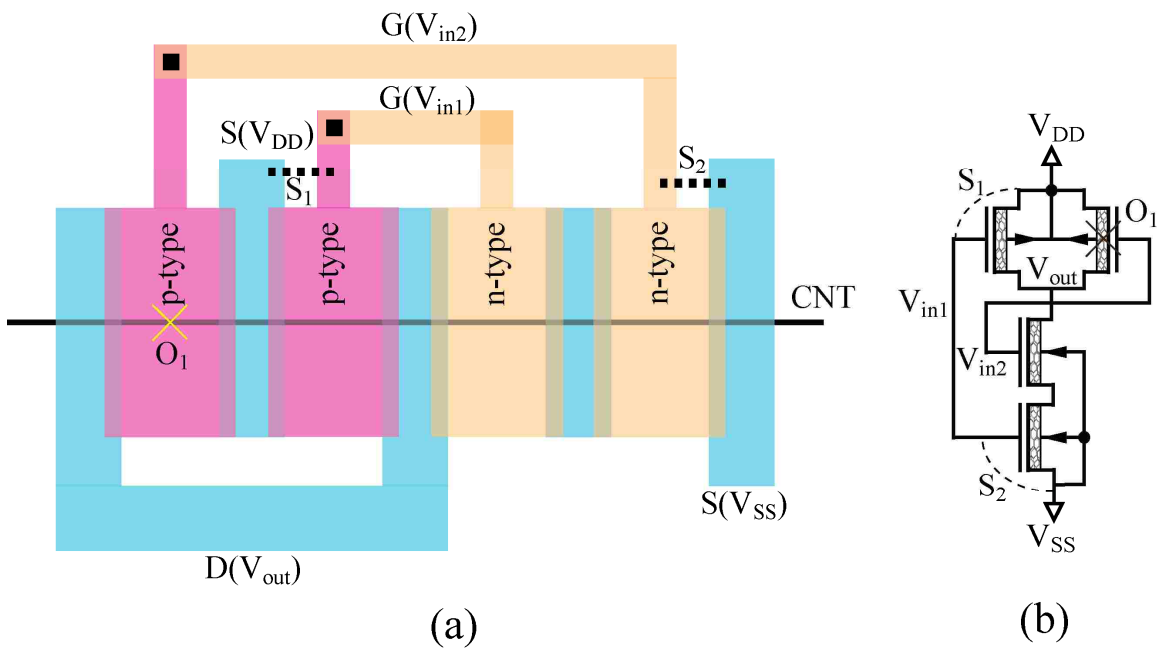 G(Vin2)
G(Vin1)
S(VDD)
S1
S2
p-type
p-type
n-type
n-type
O1
CNT
S(VSS)
D(Vout)
(a)
VDD
S1
O1
Vout
Vin1
Vin2
S2
VSS
(b)